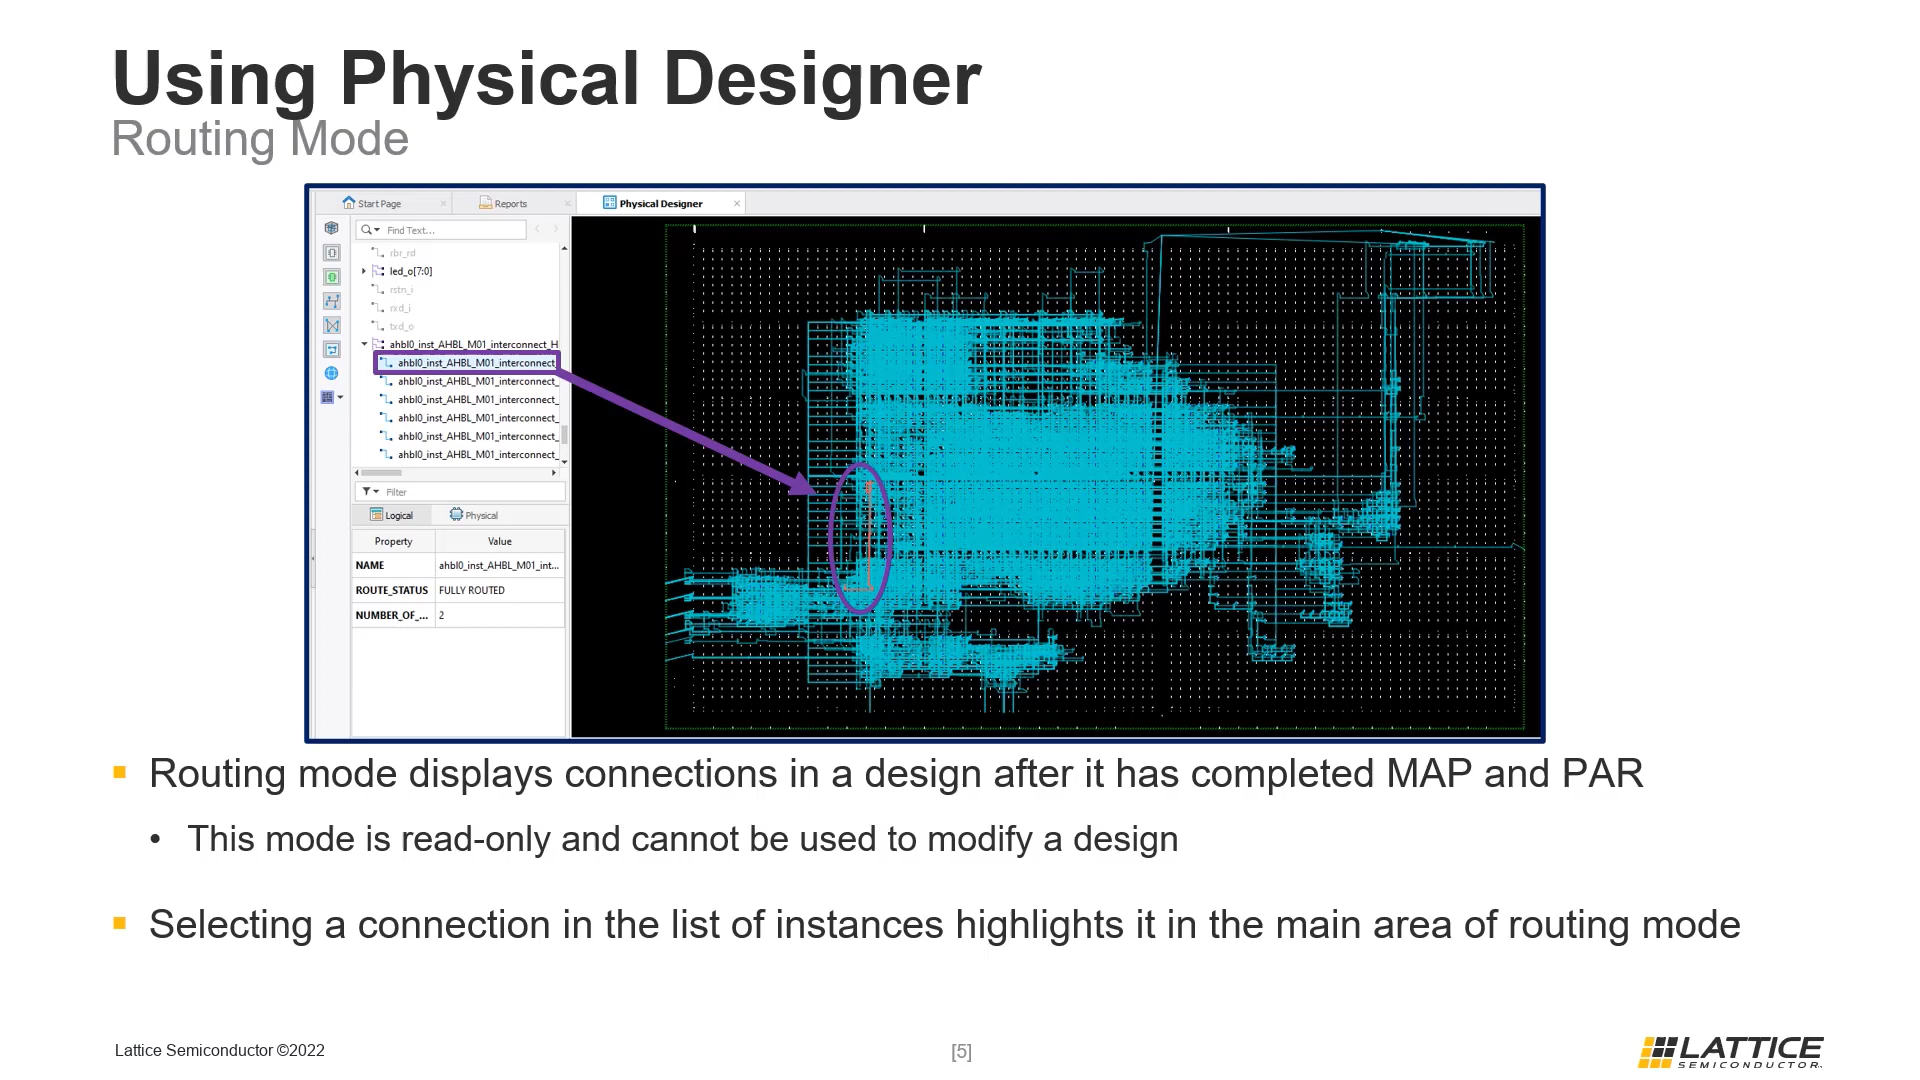 Using Physical Designer
Routing Mode
Start Page
Reports
Physical Designer
Find Text...
rbr_rd
led_o[7:0]
rstn_i
rxd_i
txd_o
ahbl0_inst_AHBL_M01_interconnect_H
ahbl0_inst_AHBL_M01_interconnect_
ahbl0_inst_AHBL_M01_interconnect_
ahbl0_inst_AHBL_M01_interconnect_
ahbl0_inst_AHBL_M01_interconnect_
ahbl0_inst_AHBL_M01_interconnect_
ahbl0_inst_AHBL_M01_interconnect_
Filter
Logical Physical
Property Value
NAME ahbl0_inst_AHBL_M01_int...
ROUTE_STATUS FULLY ROUTED
NUMBER_OF_... 2
Routing mode displays connections in a design after it has completed MAP and PAR
• This mode is read-only and cannot be used to modify a design
Selecting a connection in the list of instances highlights it in the main area of routing mode
Lattice Semiconductor ©2022
[5]
LATTICE
SEMICONDUCTOR